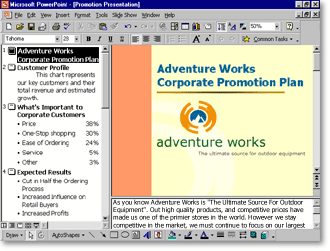 Microsoft PowerPoint - [Promotion Presentation]
File Edit View Insert Format Tools Slide Show Window Help
50%
Tahoma 23 B I U S Common Tasks
1 Adventure Works
Corporate Promotion Plan
2 Customer Profile
This chart represents
our key customers and their
total revenue and estimated
growth.
3 What's Important to
Corporate Customers
• Price 38%
• One-Stop shopping 30%
• Ease of Ordering 24%
• Service 5%
• Other 3%
4 Expected Results
• Cut in Half the Ordering
Process
• Increased Influence on
Retail Buyers
• Increased Profits
Adventure Works
Corporate Promotion Plan
adventure works
The ultimate source for outdoor equipment
As you know Adventure Works is "The Ultimate Source For Outdoor
Equipment". Out high quality products, and competitive prices have
made us one of the premier stores in the world. However we stay
competitive in the market, we must continue to focus on our largest
Draw AutoShapes